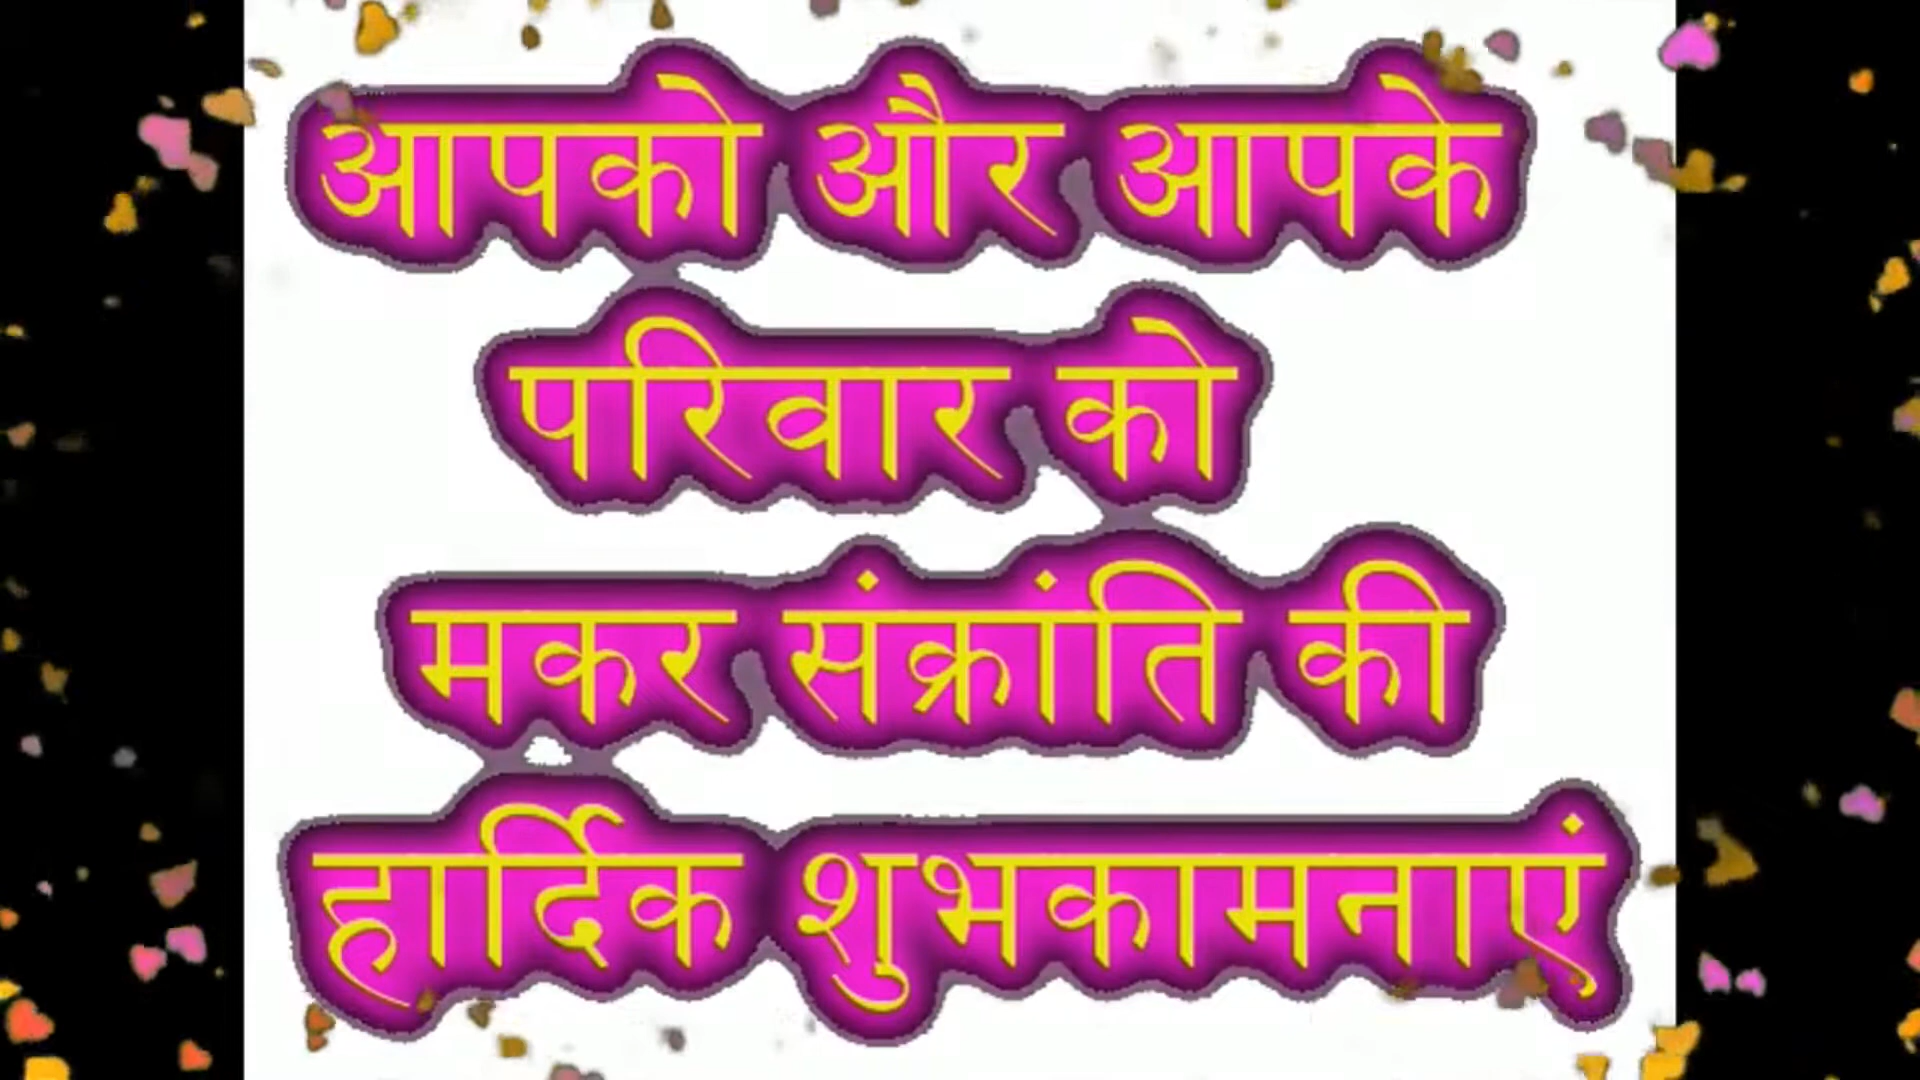 आपको और आपके
परिवार को
मकर संक्रांति की
हार्दिक शुभकामनाएं